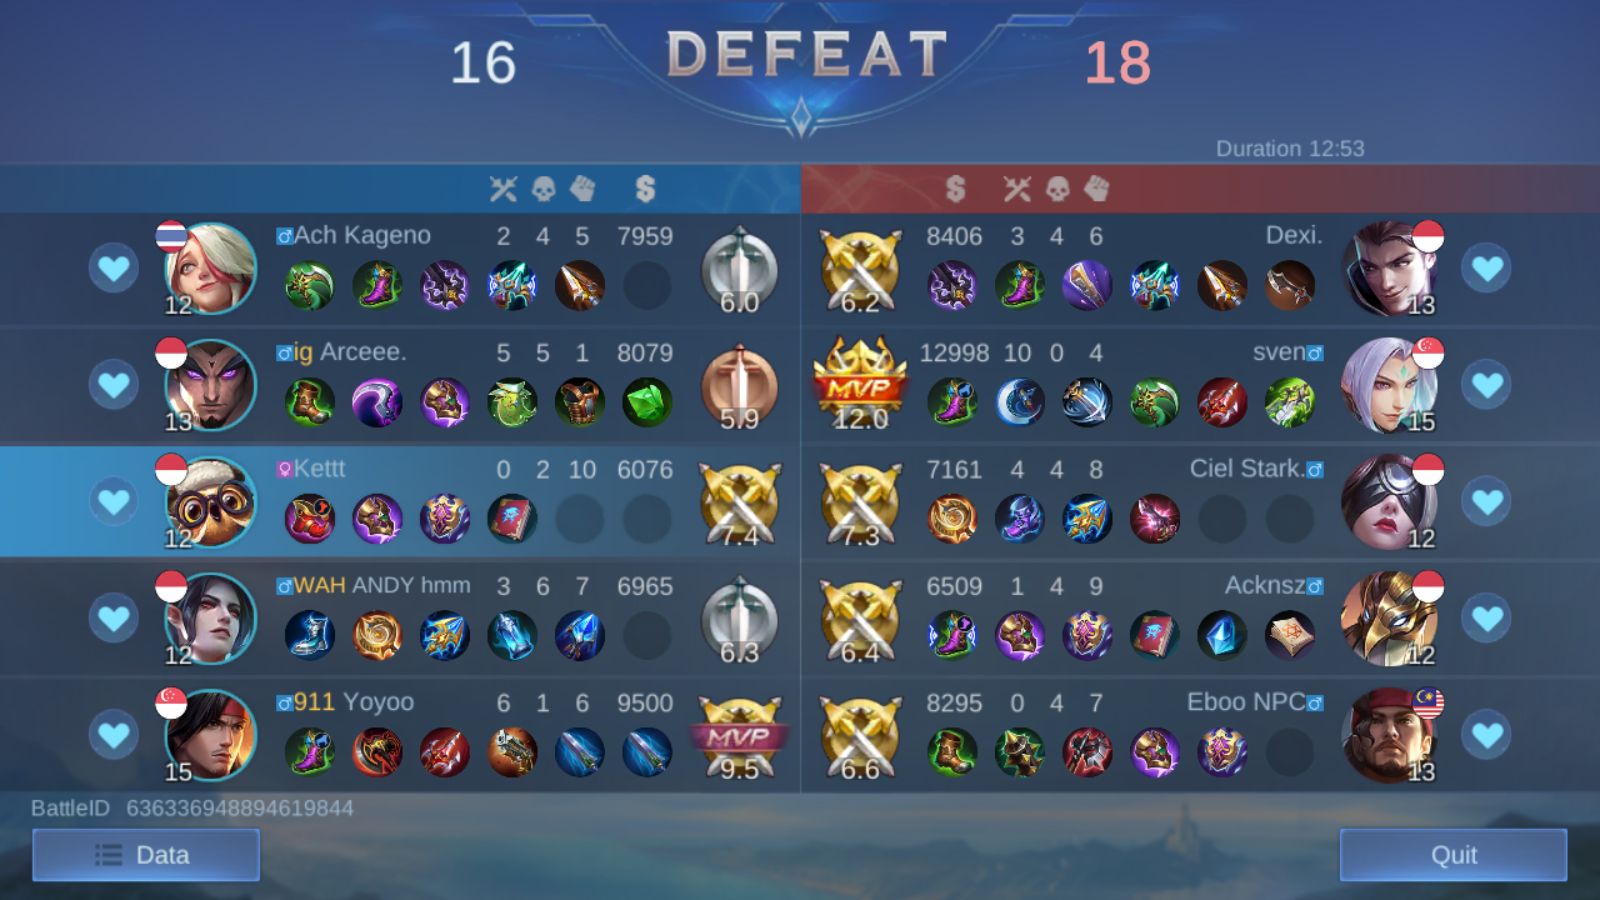 16 DEFEAT 18
Duration 12:53
Ach Kageno 2 4 5 7959
12 6.0
8406 3 4 6 Dexi.
6.2 13
ig Arceee. 5 5 1 8079
13 5.9
12998 10 0 4 sven
MVP 12.0 15
Kettt 0 2 10 6076
12 7.4
7161 4 4 8 Ciel Stark.
7.3 12
WAH ANDY hmm 3 6 7 6965
12 6.3
6509 1 4 9 Acknsz
6.4 12
911 Yoyoo 6 1 6 9500
15 MVP 9.5
8295 0 4 7 Eboo NPC
6.6 13
BattleID 636336948894619844
Data
Quit